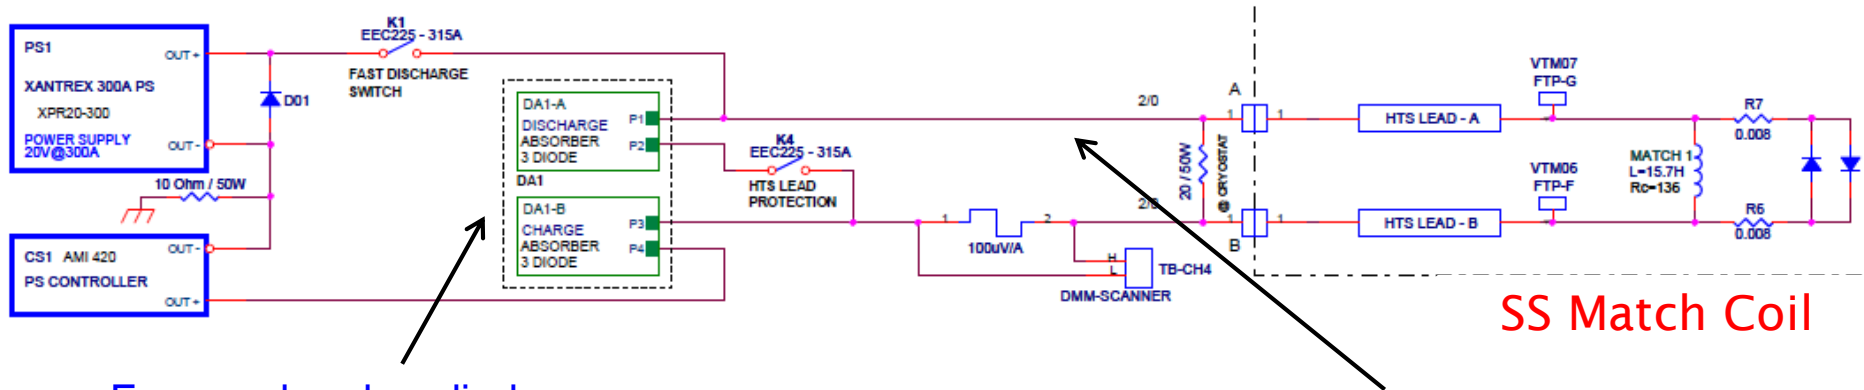 PS1
OUT+
XANTREX 300A PS
XPR20-300
POWER SUPPLY
20V@300A
OUT-
D01
10 Ohm / 50W
CS1 AMI 420
PS CONTROLLER
OUT-
OUT+
K1
EEC225 - 315A
FAST DISCHARGE
SWITCH
DA1-A
DISCHARGE
ABSORBER
3 DIODE
P1
P2
DA1
DA1-B
CHARGE
ABSORBER
3 DIODE
P3
P4
K4
EEC225 - 315A
HTS LEAD
PROTECTION
1
2
100uV/A
H
L
TB-CH4
DMM-SCANNER
2/0
2/0
20 / 50W
@ CRYOSTAT
A
1
1
B
1
1
HTS LEAD - A
HTS LEAD - B
VTM07
FTP-G
VTM06
FTP-F
MATCH 1
L=15.7H
Rc=136
R7
0.008
R6
0.008
SS Match Coil